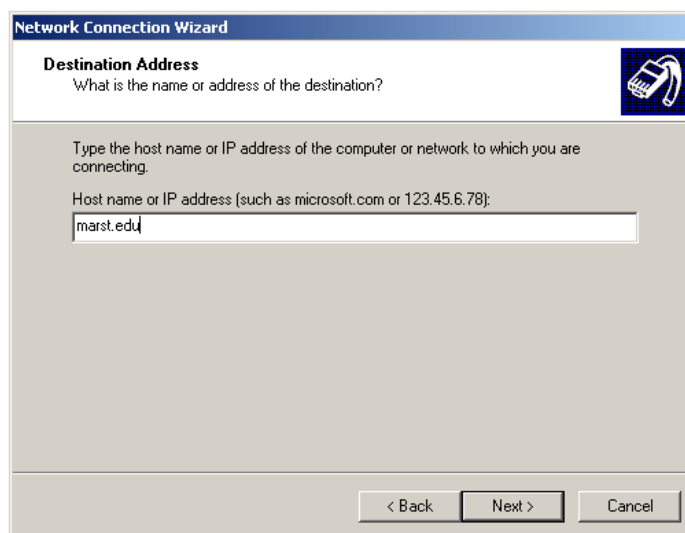 Network Connection Wizard
Destination Address
What is the name or address of the destination?
Type the host name or IP address of the computer or network to which you are
connecting.
Host name or IP address (such as microsoft.com or 123.45.6.78):
marst.edu
< Back Next > Cancel